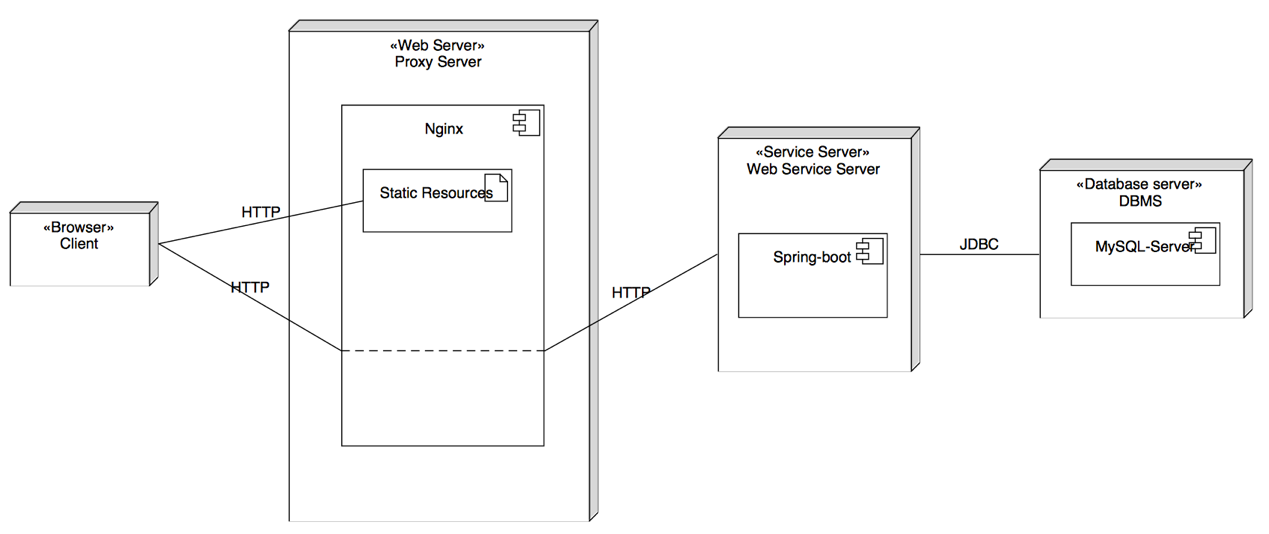 «Web Server»
Proxy Server
Nginx
Static Resources
«Browser»
Client
HTTP
HTTP
HTTP
«Service Server»
Web Service Server
Spring-boot
JDBC
«Database server»
DBMS
MySQL-Server